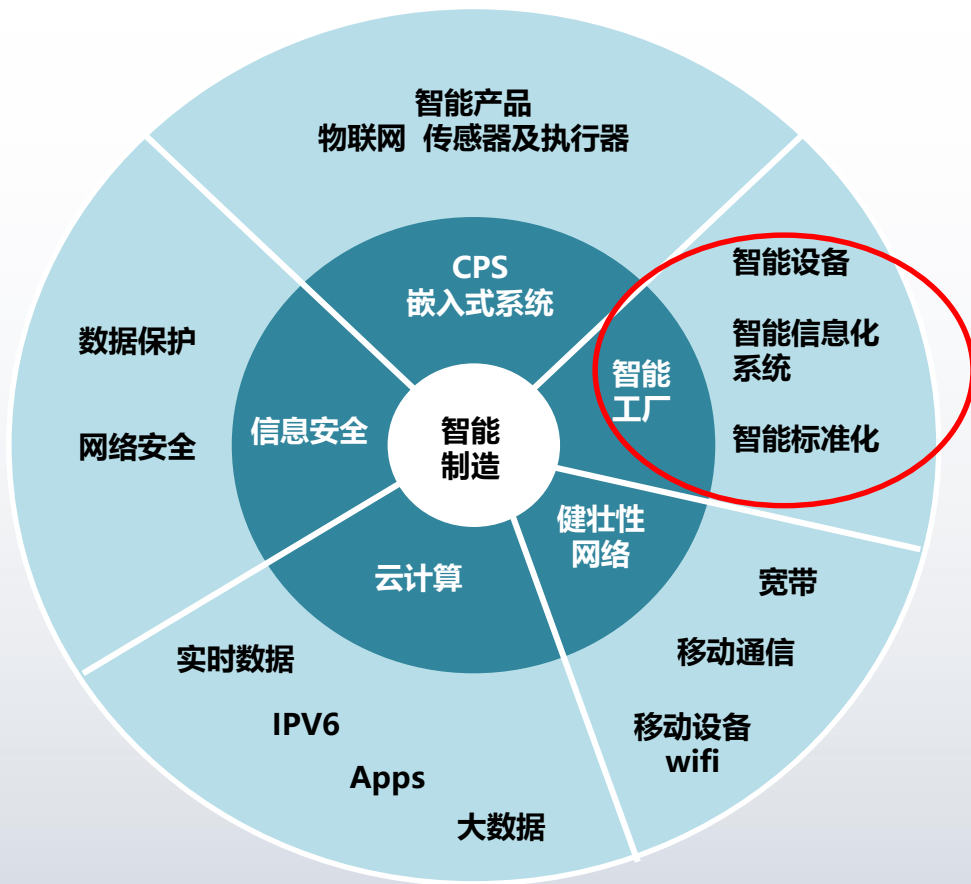 智能产品
物联网 传感器及执行器
CPS
嵌入式系统
智能设备
智能信息化
系统
智能标准化
智能
工厂
数据保护
网络安全
信息安全
智能
制造
健壮性
网络
云计算
宽带
移动通信
移动设备
wifi
实时数据
IPV6
Apps
大数据